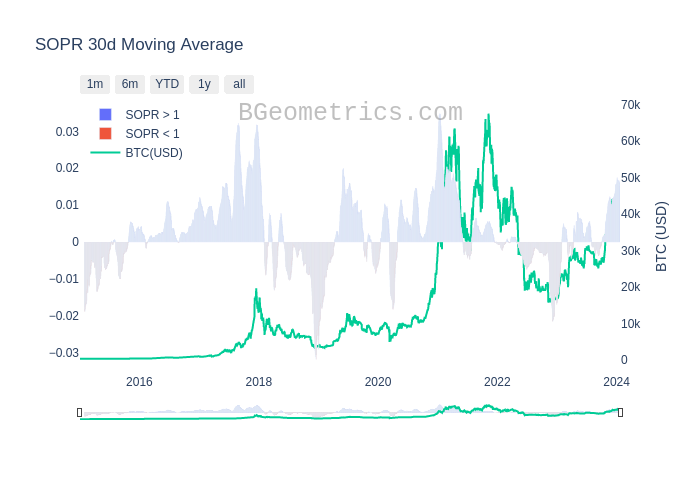 SOPR 30d Moving Average
1m 6m YTD 1y all
BGeometrics.com
SOPR > 1
SOPR < 1
BTC(USD)
0.03
0.02
0.01
0
−0.01
−0.02
−0.03
70k
60k
50k
40k
30k
20k
10k
0
BTC (USD)
2016 2018 2020 2022 2024